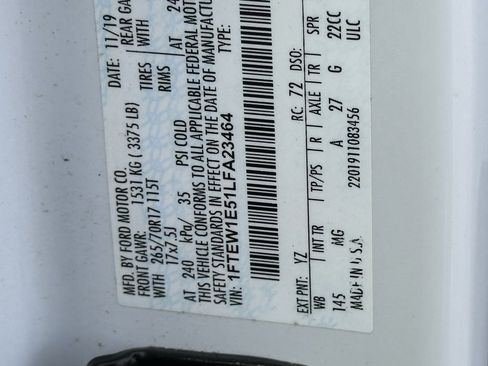 MFD. BY FORD MOTOR CO.
DATE: 11/19
FRONT GAWR: 1531 KG ( 3375 LB)
REAR GA
WITH 265/70R17 115T TIRES
WITH
17x7.5J RIMS
AT 240 kPa/ 35 PSI COLD
AT 24
THIS VEHICLE CONFORMS TO ALL APPLICABLE FEDERAL MOTOR
SAFETY STANDARDS IN EFFECT ON THE DATE OF MANUFACTUR
VIN: 1FTEW1E51LFA23464
TYPE:
EXT PNT: YZ RC: 72 DSO:
WB INT TR TP/PS R AXLE TR SPR
145 MG A 27 G 22CC
MADE IN U.S.A. 2201911083456 ULC